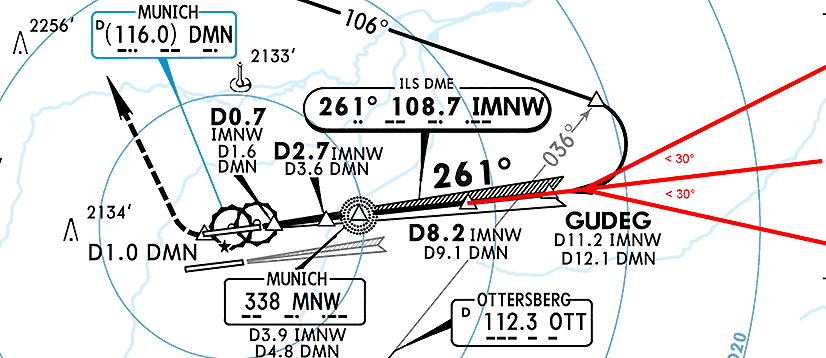 MUNICH
D(116.0) DMN
2256'
106°
2133'
ILS DME
261° 108.7 IMNW
D0.7
IMNW
D1.6
DMN
D2.7 IMNW
D3.6 DMN
036°
261°
< 30°
< 30°
2134'
D1.0 DMN
D8.2 IMNW
D9.1 DMN
GUDEG
D11.2 IMNW
D12.1 DMN
MUNICH
338 MNW
D3.9 IMNW
D4.8 DMN
OTTERSBERG
D 112.3 OTT
D20